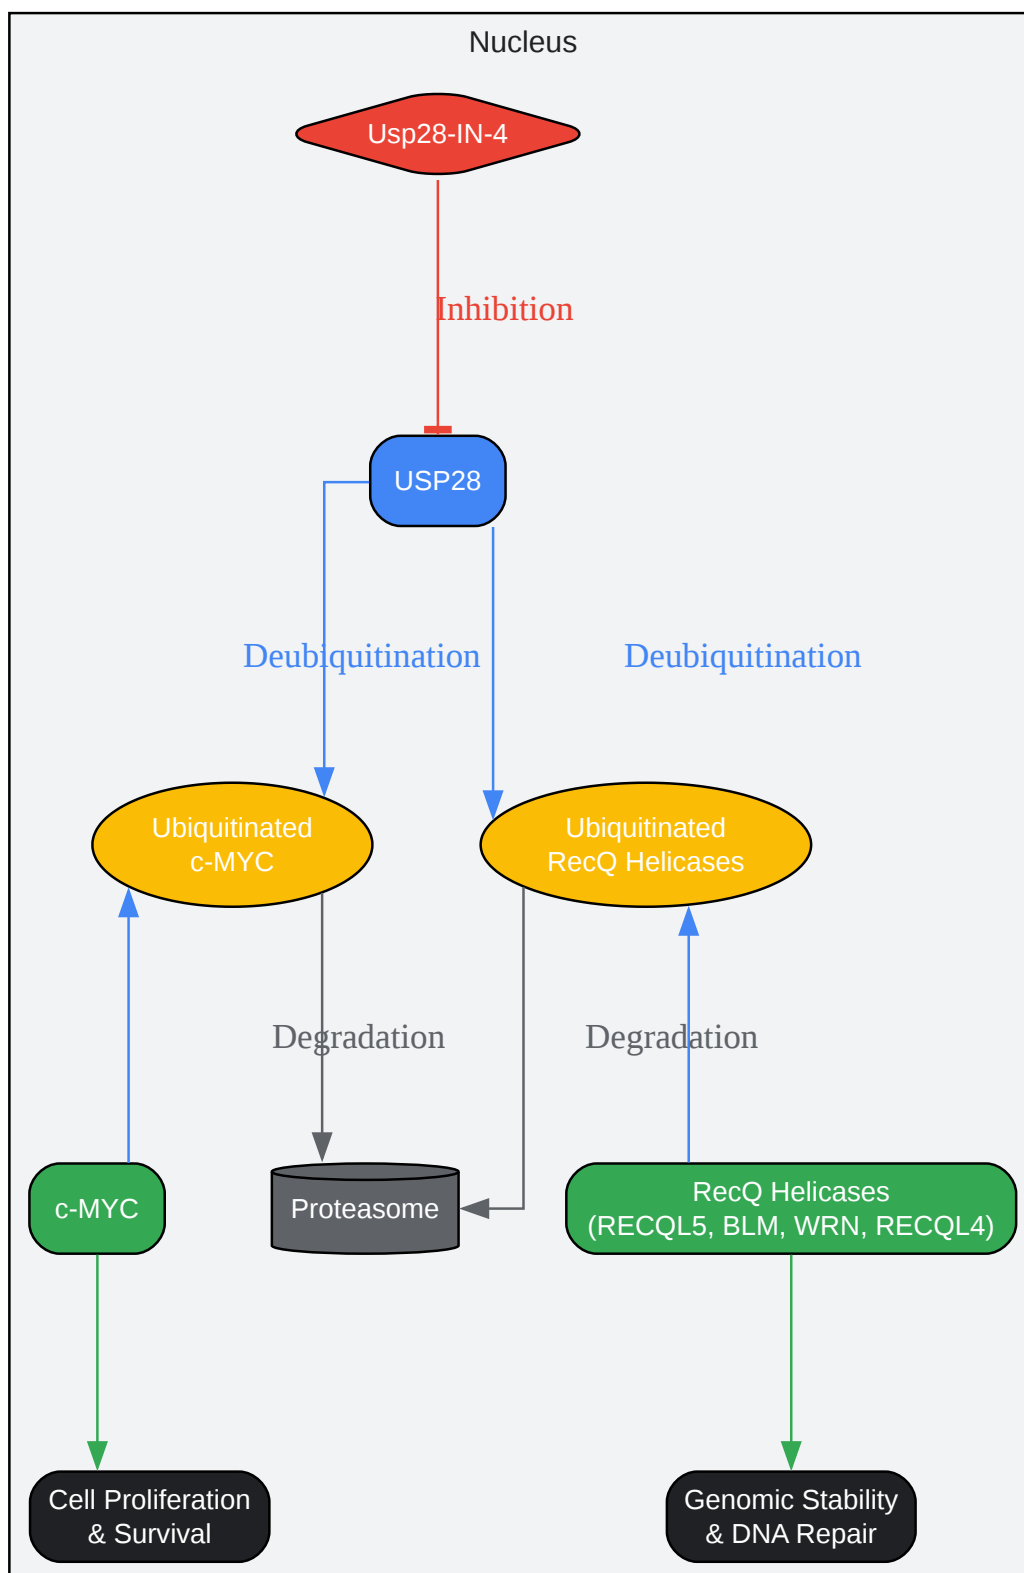 Nucleus
Usp28-IN-4
Inhibition
USP28
Deubiquitination
Deubiquitination
Ubiquitinated
c-MYC
Ubiquitinated
RecQ Helicases
Degradation
Degradation
c-MYC
Proteasome
RecQ Helicases
(RECQL5, BLM, WRN, RECQL4)
Cell Proliferation
& Survival
Genomic Stability
& DNA Repair